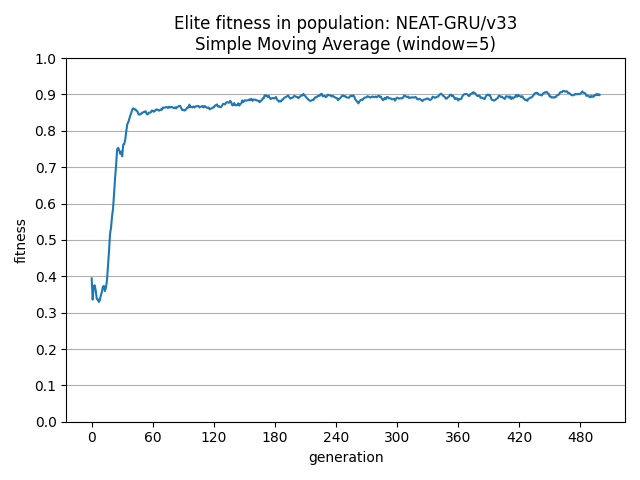 Elite fitness in population: NEAT-GRU/v33
Simple Moving Average (window=5)
fitness
1.0
0.9
0.8
0.7
0.6
0.5
0.4
0.3
0.2
0.1
0.0
0 60 120 180 240 300 360 420 480
generation